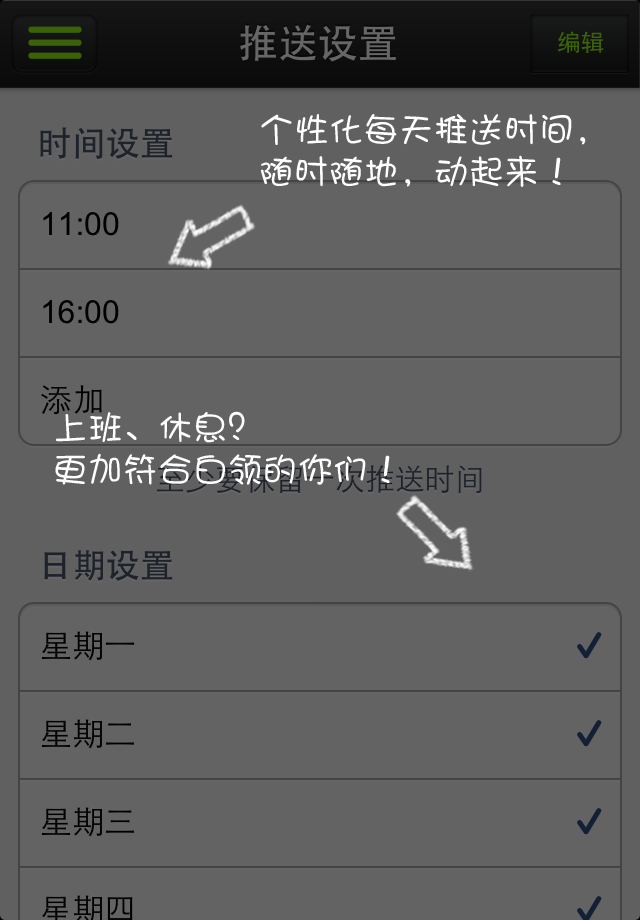 推送设置
编辑
时间设置
个性化每天推送时间，
随时随地，动起来！
11:00
16:00
添加
上班、休息？
更加符合白领的你们！
至少要保留一次推送时间
日期设置
星期一
星期二
星期三
星期四